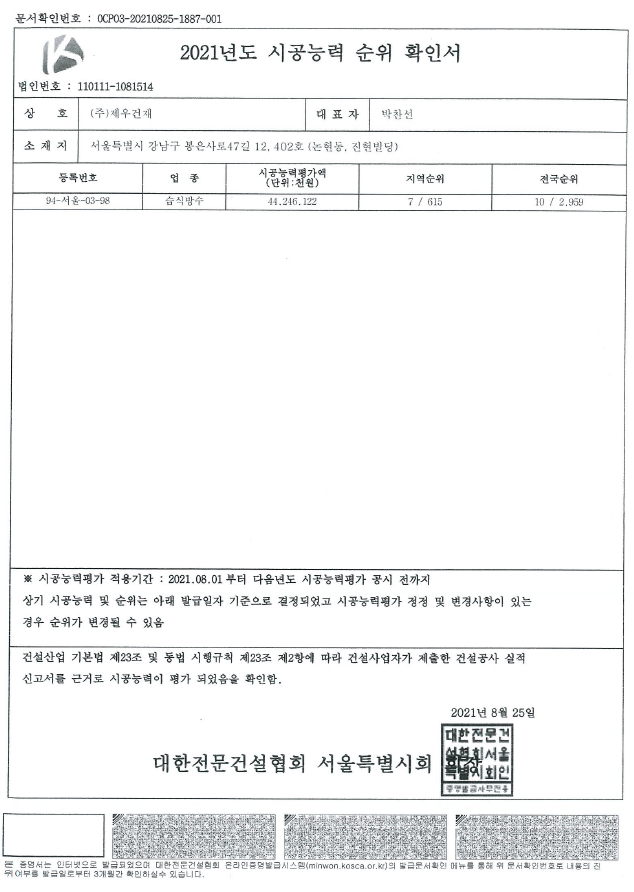 문서확인번호 : 0CP03-20210825-1887-001
2021년도 시공능력 순위 확인서
법인번호 : 110111-1081514
상 호 (주)제우건재 대표자 박찬선
소재지 서울특별시 강남구 봉은사로47길 12, 402호 (논현동, 진현빌딩)
등록번호 업 종 시공능력평가액 (단위:천원) 지역순위 전국순위
94-서울-03-98 습식방수 44,246,122 7 / 615 10 / 2,959
※ 시공능력평가 적용기간 : 2021.08.01부터 다음년도 시공능력평가 공시 전까지
상기 시공능력 및 순위는 아래 발급일자 기준으로 결정되었고 시공능력평가 정정 및 변경사항이 있는
경우 순위가 변경될 수 있음
건설산업 기본법 제23조 및 동법 시행규칙 제23조 제2항에 따라 건설사업자가 제출한 건설공사 실적
신고서를 근거로 시공능력이 평가 되었음을 확인함.
2021년 8월 25일
대한전문건설협회 서울특별시회 회장
대한전문건
설협회서울
특별시회인
증명발급사무전용
본 증명서는 인터넷으로 발급되었으며 대한전문건설협회 온라인증명발급시스템(minwon.kosca.or.kr)의 발급문서확인 메뉴를 통해 위 문서확인번호로 내용의 진
위여부를 발급일로부터 3개월간 확인하실수 있습니다.